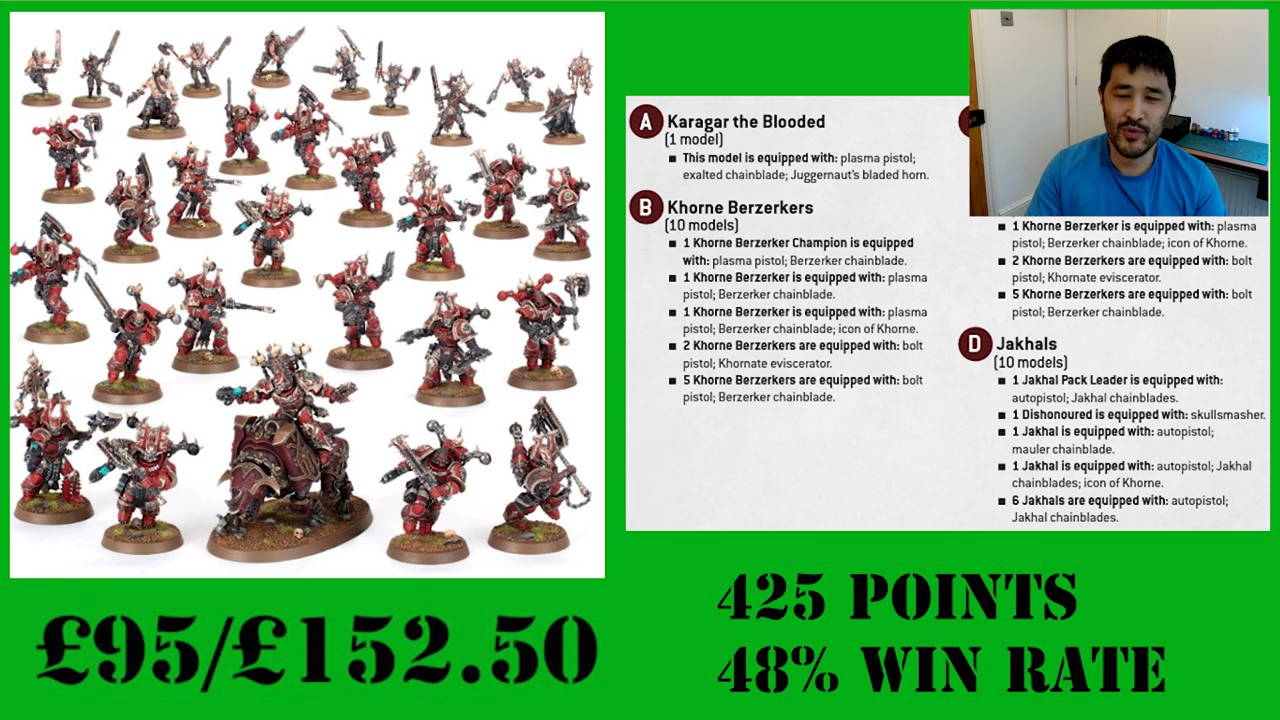 A Karagar the Blooded
(1 model)
■ This model is equipped with: plasma pistol;
exalted chainblade; Juggernaut's bladed horn.
B Khorne Berzerkers
(10 models)
■ 1 Khorne Berzerker Champion is equipped
with: plasma pistol; Berzerker chainblade.
■ 1 Khorne Berzerker is equipped with: plasma
pistol; Berzerker chainblade.
■ 1 Khorne Berzerker is equipped with: plasma
pistol; Berzerker chainblade; icon of Khorne.
■ 2 Khorne Berzerkers are equipped with: bolt
pistol; Khornate eviscerator.
■ 5 Khorne Berzerkers are equipped with: bolt
pistol; Berzerker chainblade.
■ 1 Khorne Berzerker is equipped with: plasma
pistol; Berzerker chainblade; icon of Khorne.
■ 2 Khorne Berzerkers are equipped with: bolt
pistol; Khornate eviscerator.
■ 5 Khorne Berzerkers are equipped with: bolt
pistol; Berzerker chainblade.
D Jakhals
(10 models)
■ 1 Jakhal Pack Leader is equipped with:
autopistol; Jakhal chainblades.
■ 1 Dishonoured is equipped with: skullsmasher.
■ 1 Jakhal is equipped with: autopistol;
mauler chainblade.
■ 1 Jakhal is equipped with: autopistol; Jakhal
chainblades; icon of Khorne.
■ 6 Jakhals are equipped with: autopistol;
Jakhal chainblades.
£95/£152.50
425 POINTS
48% WIN RATE